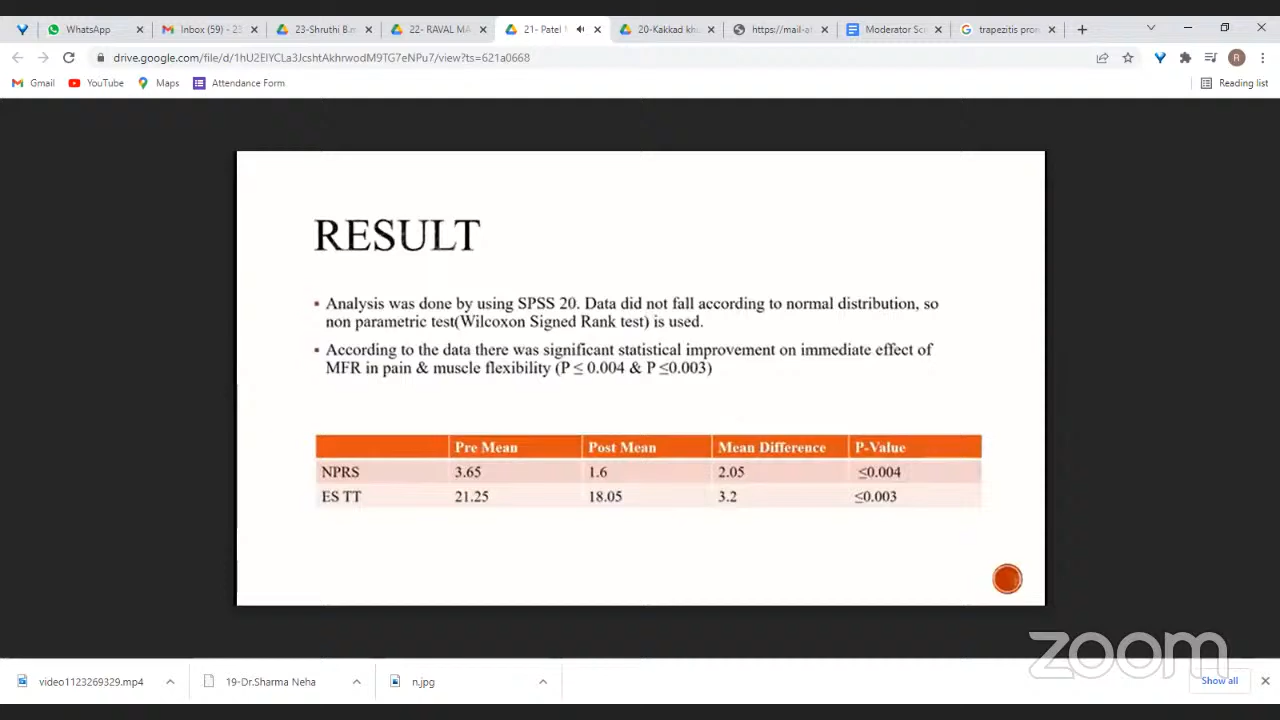 WhatsApp
Inbox (59) - 23
23-Shruthi B.m
22- RAVAL MA
21- Patel
20-Kakkad kh
https://mail-a
Moderator Sc
trapezitis pro
drive.google.com/file/d/1hU2ElYCLa3JcshtAkhrwodM9TG7eNPu7/view?ts=621a0668
R
Gmail
YouTube
Maps
Attendance Form
Reading list
RESULT
▪ Analysis was done by using SPSS 20. Data did not fall according to normal distribution, so
non parametric test(Wilcoxon Signed Rank test) is used.
▪ According to the data there was significant statistical improvement on immediate effect of
MFR in pain & muscle flexibility (P ≤ 0.004 & P ≤0.003)
Pre Mean Post Mean Mean Difference P-Value
NPRS 3.65 1.6 2.05 ≤0.004
ES TT 21.25 18.05 3.2 ≤0.003
zoom
video1123269329.mp4
19-Dr.Sharma Neha
n.jpg
Show all